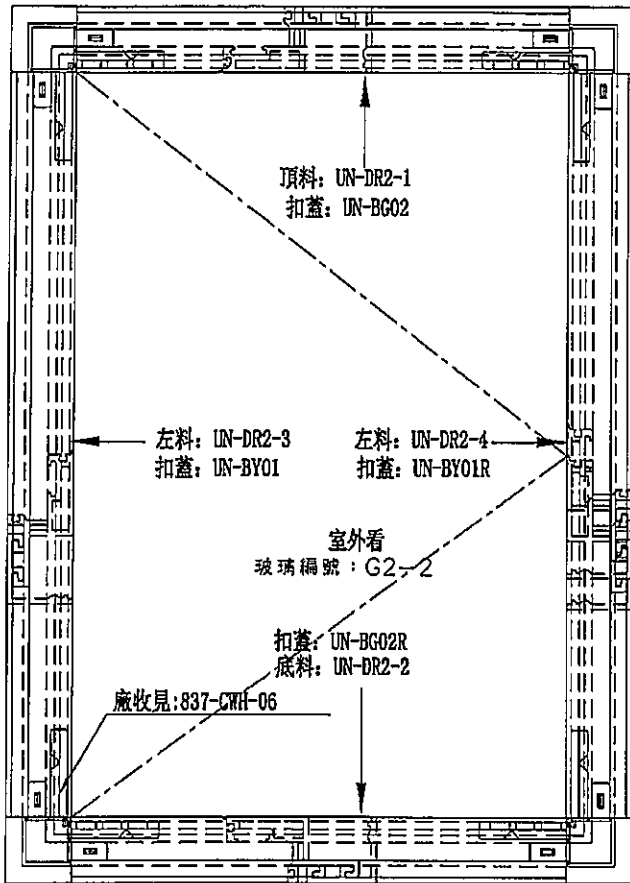 頂料: UN-DR2-1
扣蓋: UN-BG02
左料: UN-DR2-3
扣蓋: UN-BY01
左料: UN-DR2-4
扣蓋: UN-BY01R
室外看
玻璃編號：G2-2
扣蓋: UN-BG02R
底料: UN-DR2-2
廠收見:837-CWH-06